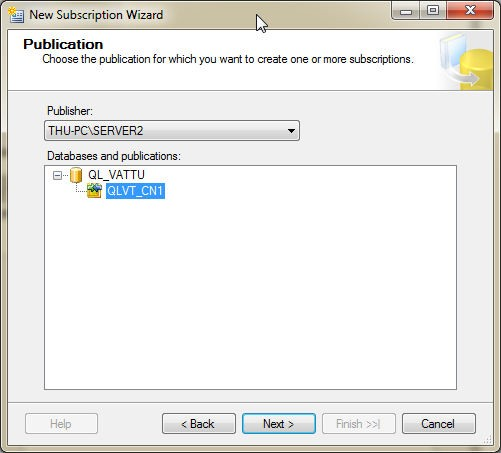 New Subscription Wizard
Publication
Choose the publication for which you want to create one or more subscriptions.
Publisher:
THU-PC\SERVER2
Databases and publications:
QL_VATTU
QLVT_CN1
Help
< Back
Next >
Finish >>|
Cancel